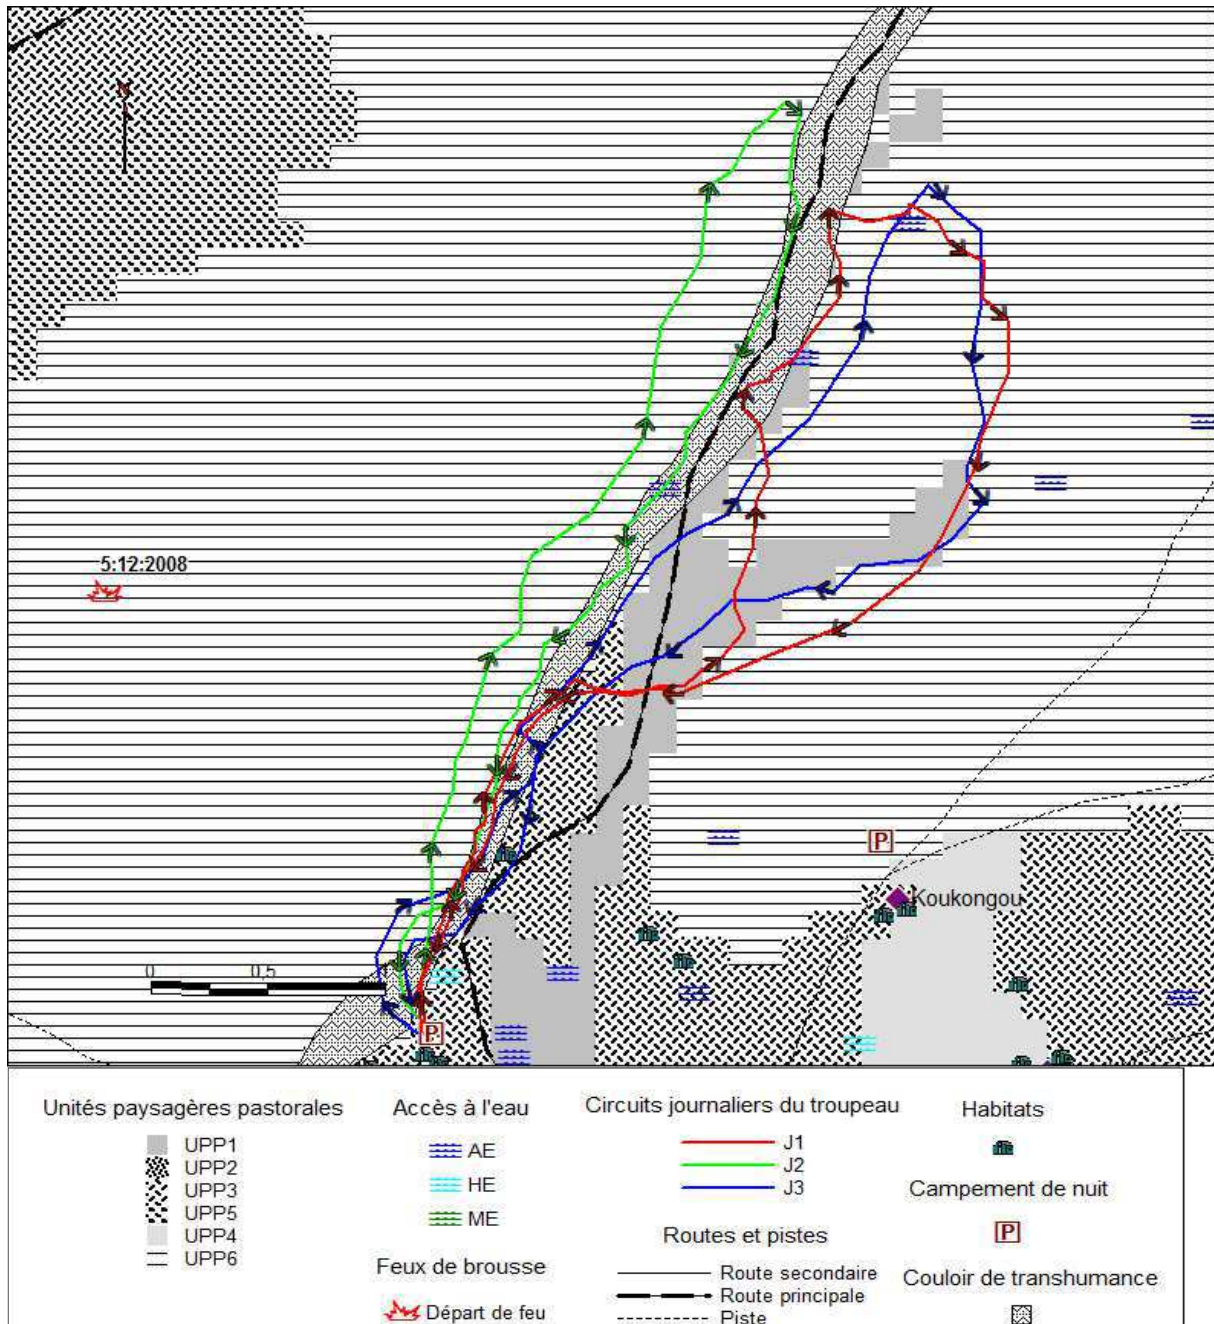 N
5:12:2008
P
Koukongou
0 0,5
P
Unités paysagères pastorales
UPP1
UPP2
UPP3
UPP5
UPP4
UPP6
Accès à l'eau
AE
HE
ME
Feux de brousse
Départ de feu
Circuits journaliers du troupeau
J1
J2
J3
Routes et pistes
Route secondaire
Route principale
Piste
Habitats
Campement de nuit
P
Couloir de transhumance